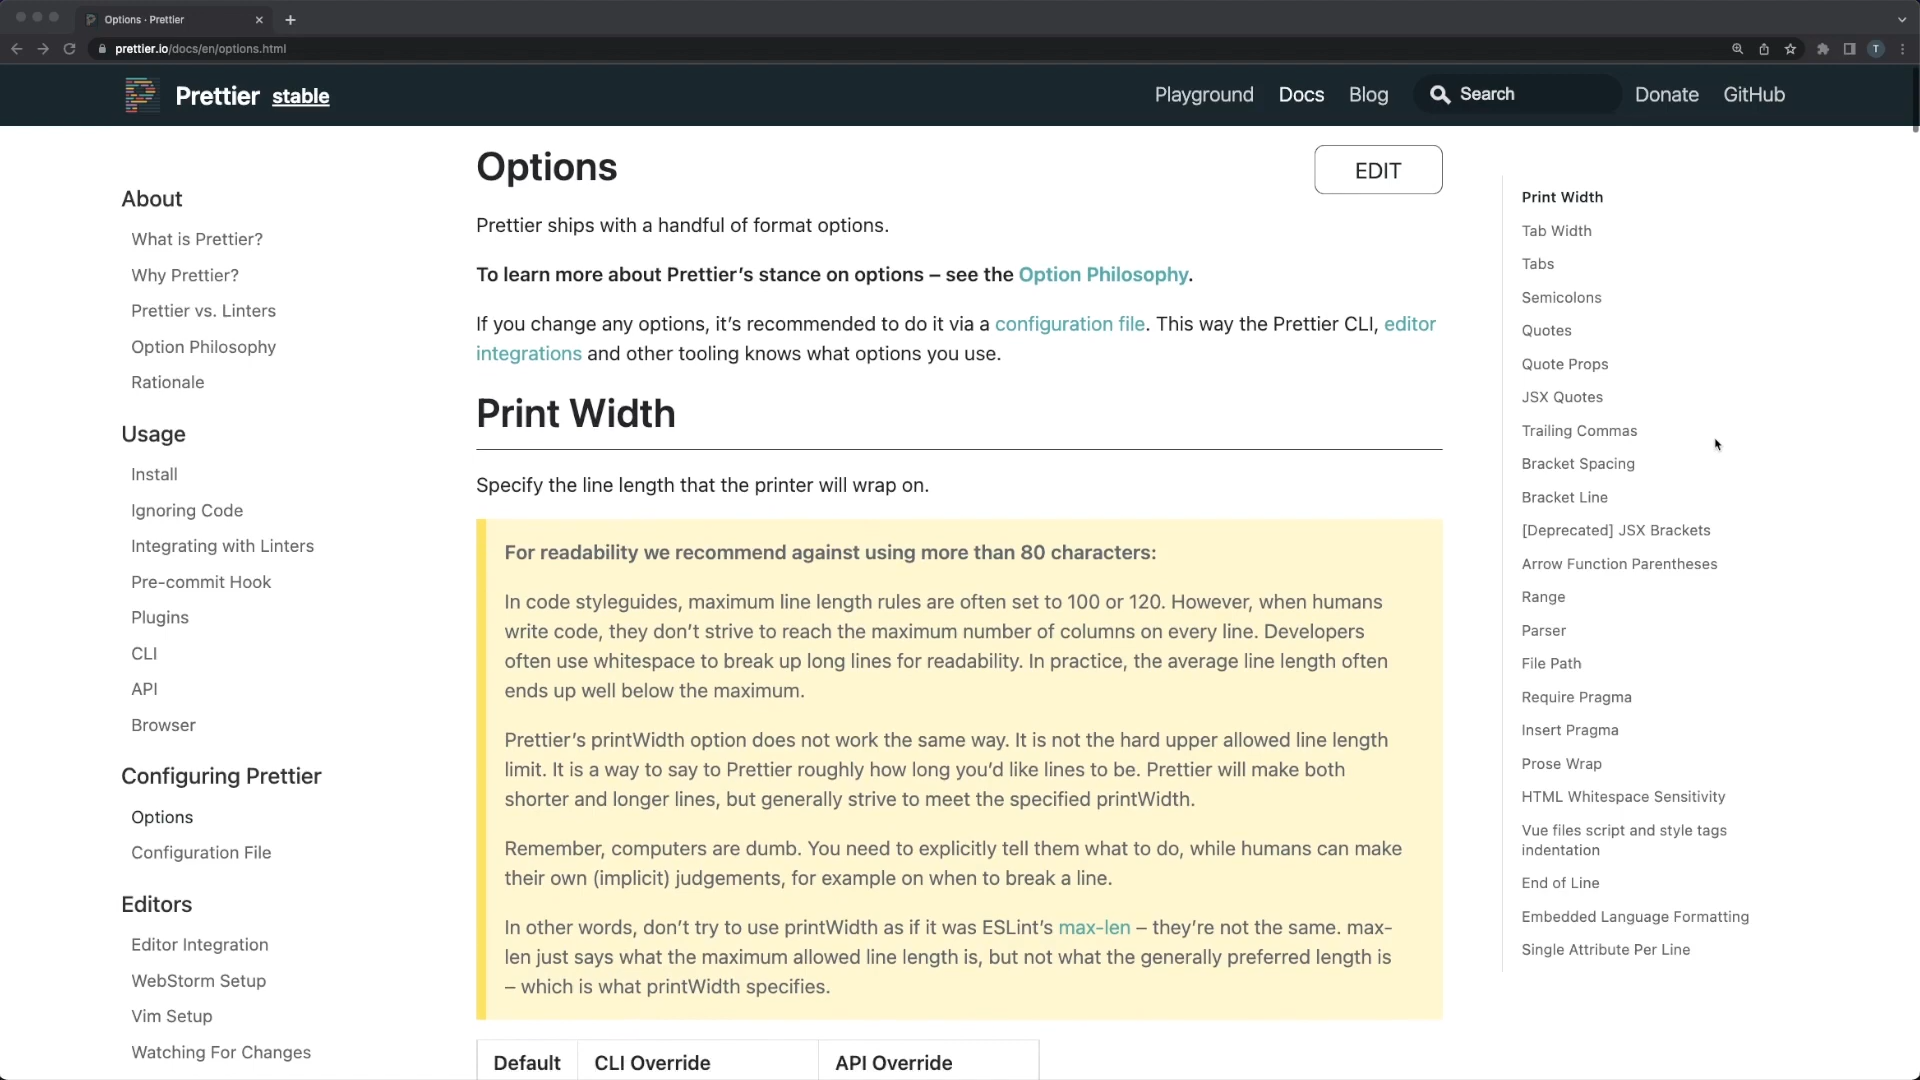 Options · Prettier
prettier.io/docs/en/options.html
T
Prettier stable
Playground
Docs
Blog
Search
Donate
GitHub
About
What is Prettier?
Why Prettier?
Prettier vs. Linters
Option Philosophy
Rationale
Usage
Install
Ignoring Code
Integrating with Linters
Pre-commit Hook
Plugins
CLI
API
Browser
Configuring Prettier
Options
Configuration File
Editors
Editor Integration
WebStorm Setup
Vim Setup
Watching For Changes
Options
EDIT
Prettier ships with a handful of format options.
To learn more about Prettier’s stance on options – see the Option Philosophy.
If you change any options, it’s recommended to do it via a configuration file. This way the Prettier CLI, editor
integrations and other tooling knows what options you use.
Print Width
Specify the line length that the printer will wrap on.
For readability we recommend against using more than 80 characters:
In code styleguides, maximum line length rules are often set to 100 or 120. However, when humans
write code, they don’t strive to reach the maximum number of columns on every line. Developers
often use whitespace to break up long lines for readability. In practice, the average line length often
ends up well below the maximum.
Prettier’s printWidth option does not work the same way. It is not the hard upper allowed line length
limit. It is a way to say to Prettier roughly how long you’d like lines to be. Prettier will make both
shorter and longer lines, but generally strive to meet the specified printWidth.
Remember, computers are dumb. You need to explicitly tell them what to do, while humans can make
their own (implicit) judgements, for example on when to break a line.
In other words, don’t try to use printWidth as if it was ESLint’s max-len – they’re not the same. max-
len just says what the maximum allowed line length is, but not what the generally preferred length is
– which is what printWidth specifies.
Default
CLI Override
API Override
Print Width
Tab Width
Tabs
Semicolons
Quotes
Quote Props
JSX Quotes
Trailing Commas
Bracket Spacing
Bracket Line
[Deprecated] JSX Brackets
Arrow Function Parentheses
Range
Parser
File Path
Require Pragma
Insert Pragma
Prose Wrap
HTML Whitespace Sensitivity
Vue files script and style tags
indentation
End of Line
Embedded Language Formatting
Single Attribute Per Line